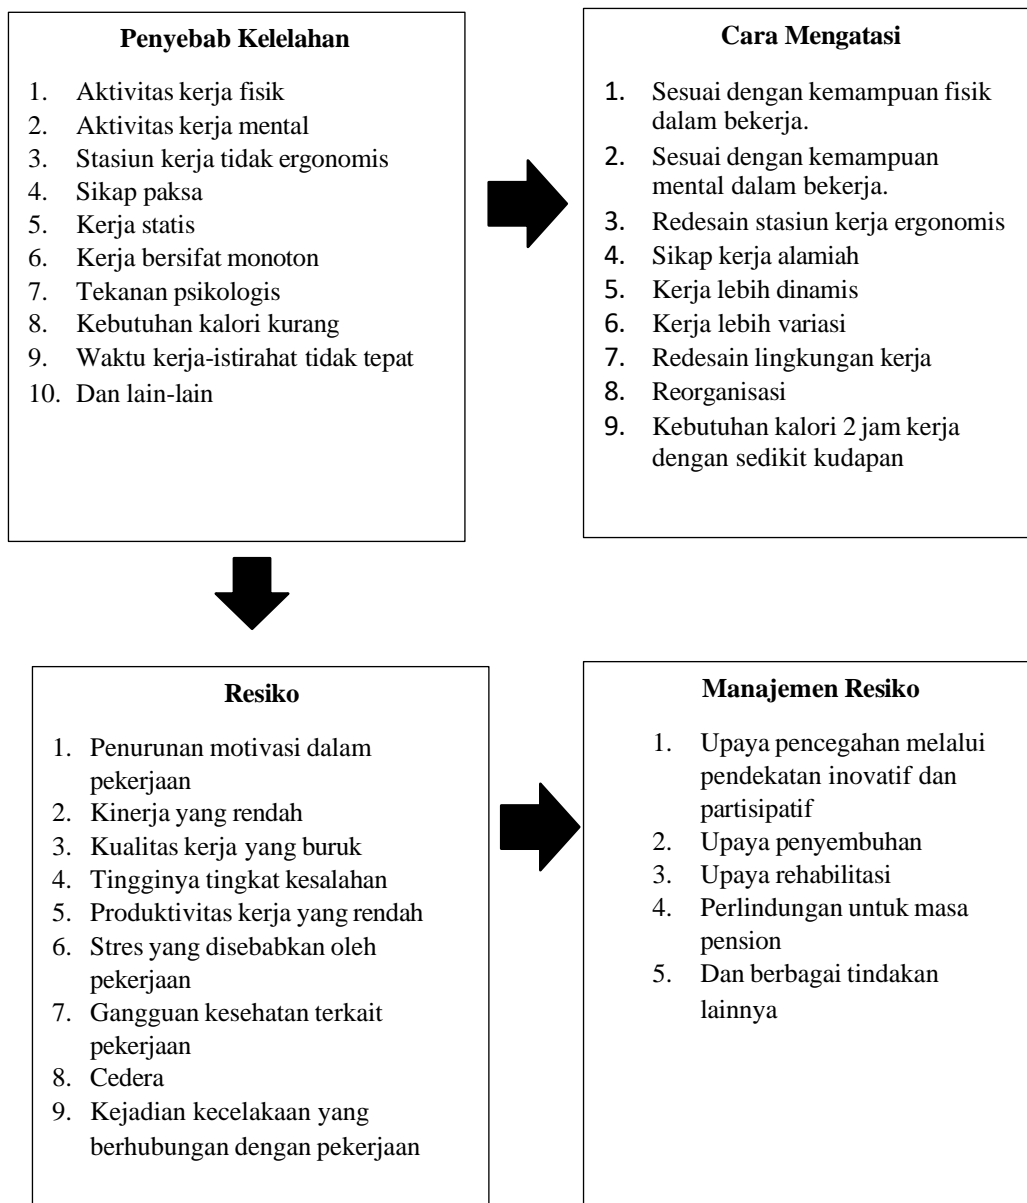 Penyebab Kelelahan
1. Aktivitas kerja fisik
2. Aktivitas kerja mental
3. Stasiun kerja tidak ergonomis
4. Sikap paksa
5. Kerja statis
6. Kerja bersifat monoton
7. Tekanan psikologis
8. Kebutuhan kalori kurang
9. Waktu kerja-istirahat tidak tepat
10. Dan lain-lain
Cara Mengatasi
1. Sesuai dengan kemampuan fisik
dalam bekerja.
2. Sesuai dengan kemampuan
mental dalam bekerja.
3. Redesain stasiun kerja ergonomis
4. Sikap kerja alamiah
5. Kerja lebih dinamis
6. Kerja lebih variasi
7. Redesain lingkungan kerja
8. Reorganisasi
9. Kebutuhan kalori 2 jam kerja
dengan sedikit kudapan
Resiko
1. Penurunan motivasi dalam
pekerjaan
2. Kinerja yang rendah
3. Kualitas kerja yang buruk
4. Tingginya tingkat kesalahan
5. Produktivitas kerja yang rendah
6. Stres yang disebabkan oleh
pekerjaan
7. Gangguan kesehatan terkait
pekerjaan
8. Cedera
9. Kejadian kecelakaan yang
berhubungan dengan pekerjaan
Manajemen Resiko
1. Upaya pencegahan melalui
pendekatan inovatif dan
partisipatif
2. Upaya penyembuhan
3. Upaya rehabilitasi
4. Perlindungan untuk masa
pension
5. Dan berbagai tindakan
lainnya